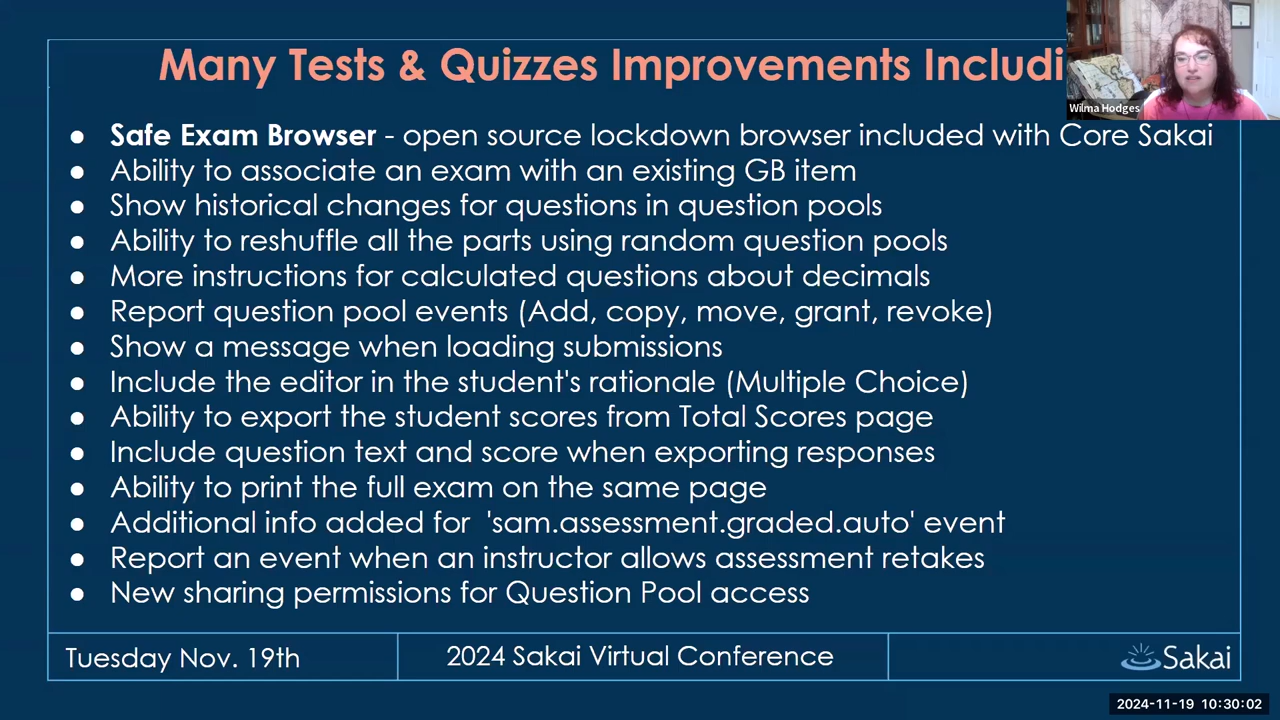 Many Tests & Quizzes Improvements Includi
Wilma Hodges
● Safe Exam Browser - open source lockdown browser included with Core Sakai
● Ability to associate an exam with an existing GB item
● Show historical changes for questions in question pools
● Ability to reshuffle all the parts using random question pools
● More instructions for calculated questions about decimals
● Report question pool events (Add, copy, move, grant, revoke)
● Show a message when loading submissions
● Include the editor in the student's rationale (Multiple Choice)
● Ability to export the student scores from Total Scores page
● Include question text and score when exporting responses
● Ability to print the full exam on the same page
● Additional info added for 'sam.assessment.graded.auto' event
● Report an event when an instructor allows assessment retakes
● New sharing permissions for Question Pool access
Tuesday Nov. 19th
2024 Sakai Virtual Conference
Sakai
2024-11-19 10:30:02